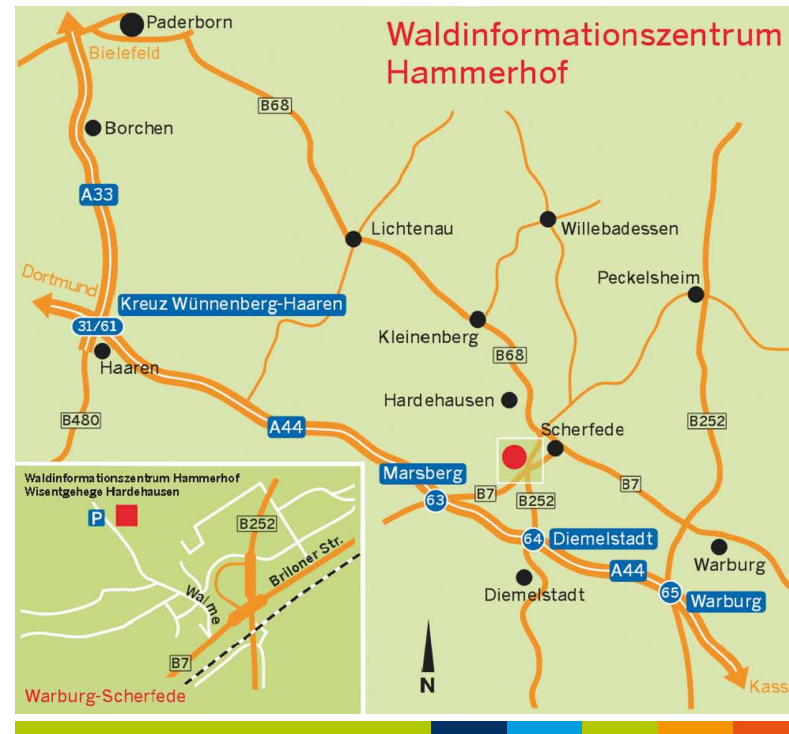 Paderborn
Waldinformationszentrum
Hammerhof
Bielefeld
B68
Borchen
A33
Lichtenau
Willebadessen
Dortmund
Peckelsheim
Kreuz Wünnenberg-Haaren
31/61
Kleinenberg
B68
Haaren
Hardehausen
B480
A44
B252
Scherfede
Marsberg
63
B7
B252
B7
64
Diemelstadt
Warburg
A44
Diemelstadt
65
Warburg
N
Kass
Waldinformationszentrum Hammerhof
Wisentgehege Hardehausen
P
B252
Briloner Str.
Walme
B7
Warburg-Scherfede